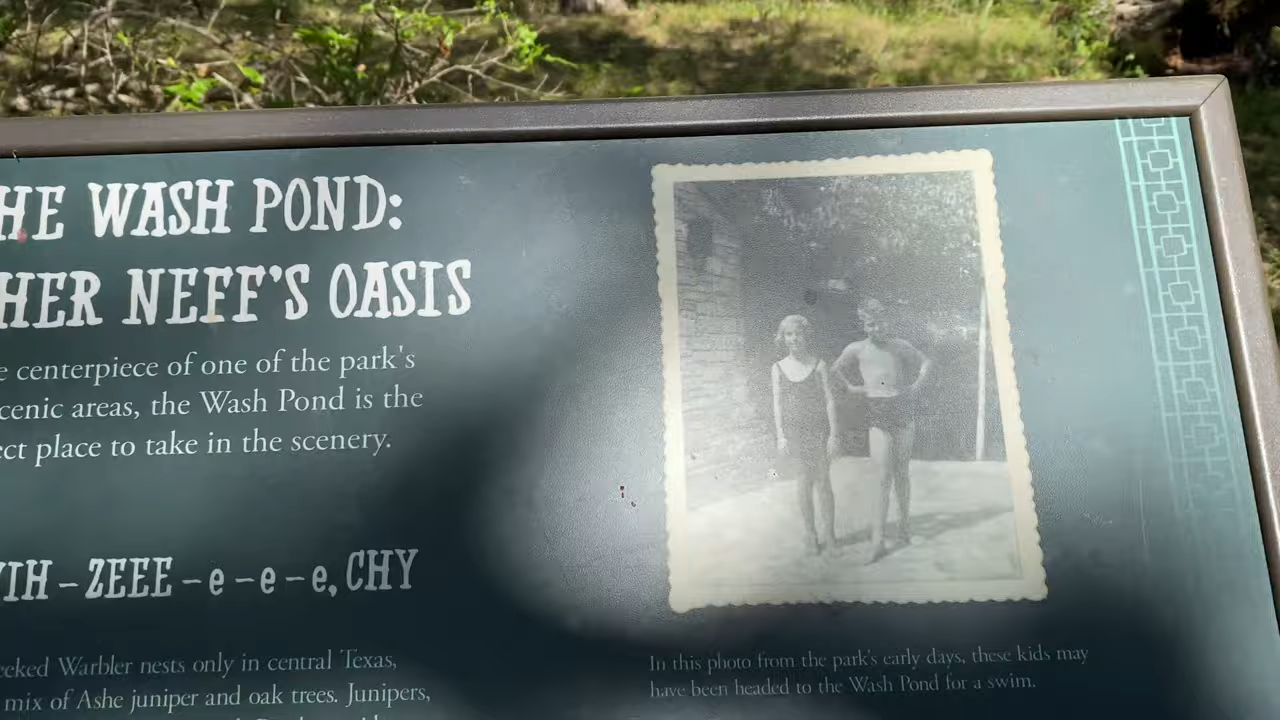 HE WASH POND:
HER NEFF'S OASIS
e centerpiece of one of the park's
cenic areas, the Wash Pond is the
ect place to take in the scenery.
IH – ZEEE – e – e – e, CHY
eeked Warbler nests only in central Texas,
mix of Ashe juniper and oak trees. Junipers,
In this photo from the park's early days, these kids may
have been headed to the Wash Pond for a swim.